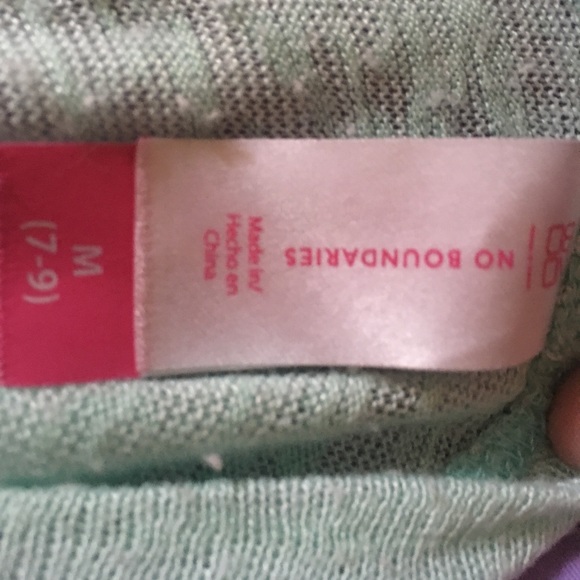 NO BOUNDARIES
Made in/
Hecho en
China
M
(7-9)